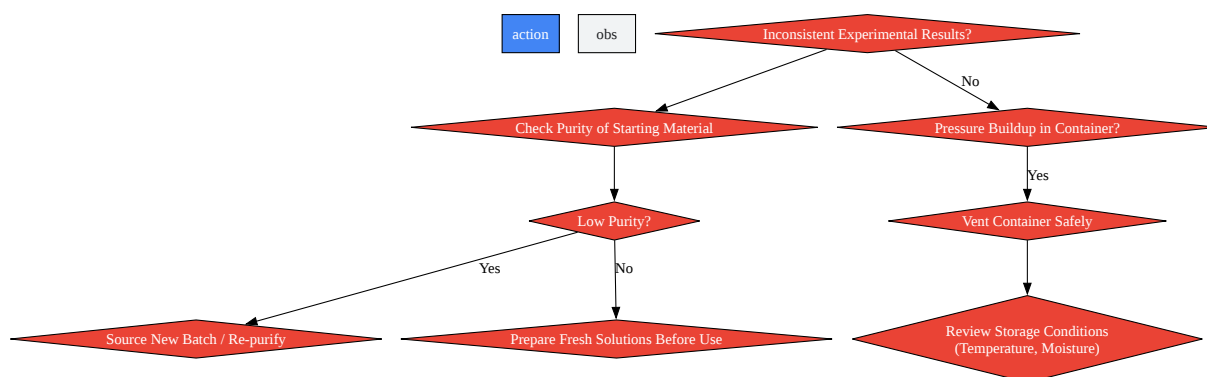 action
obs
Inconsistent Experimental Results?
No
Check Purity of Starting Material
Pressure Buildup in Container?
Yes
Low Purity?
Vent Container Safely
Yes
No
Source New Batch / Re-purify
Prepare Fresh Solutions Before Use
Review Storage Conditions
(Temperature, Moisture)